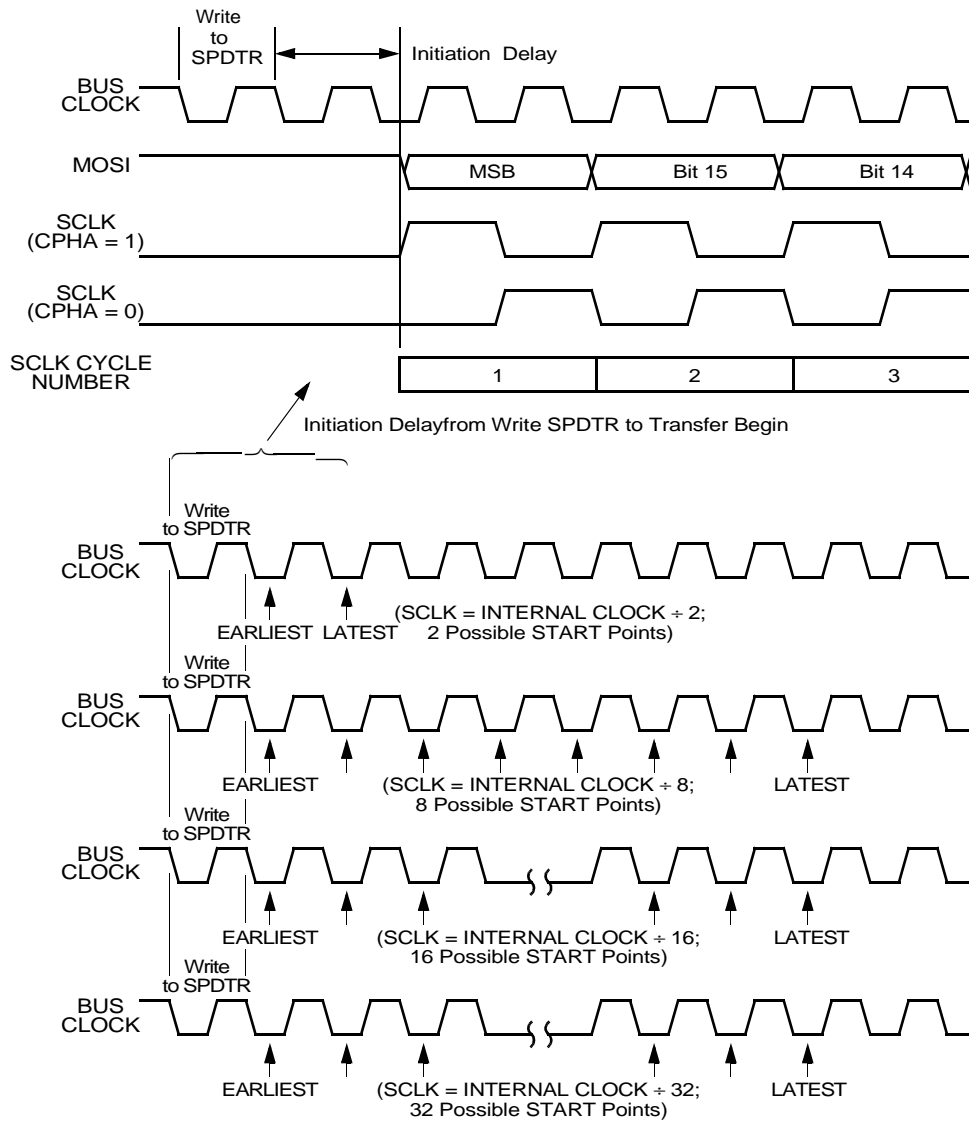 Write
to
SPDTR
Initiation Delay
BUS
CLOCK
MOSI
MSB
Bit 15
Bit 14
SCLK
(CPHA = 1)
SCLK
(CPHA = 0)
SCLK CYCLE
NUMBER
1
2
3
Initiation Delayfrom Write SPDTR to Transfer Begin
Write
to SPDTR
BUS
CLOCK
EARLIEST
LATEST
(SCLK = INTERNAL CLOCK ÷ 2;
2 Possible START Points)
Write
to SPDTR
BUS
CLOCK
EARLIEST
(SCLK = INTERNAL CLOCK ÷ 8;
8 Possible START Points)
LATEST
Write
to SPDTR
BUS
CLOCK
EARLIEST
(SCLK = INTERNAL CLOCK ÷ 16;
16 Possible START Points)
LATEST
Write
to SPDTR
BUS
CLOCK
EARLIEST
(SCLK = INTERNAL CLOCK ÷ 32;
32 Possible START Points)
LATEST